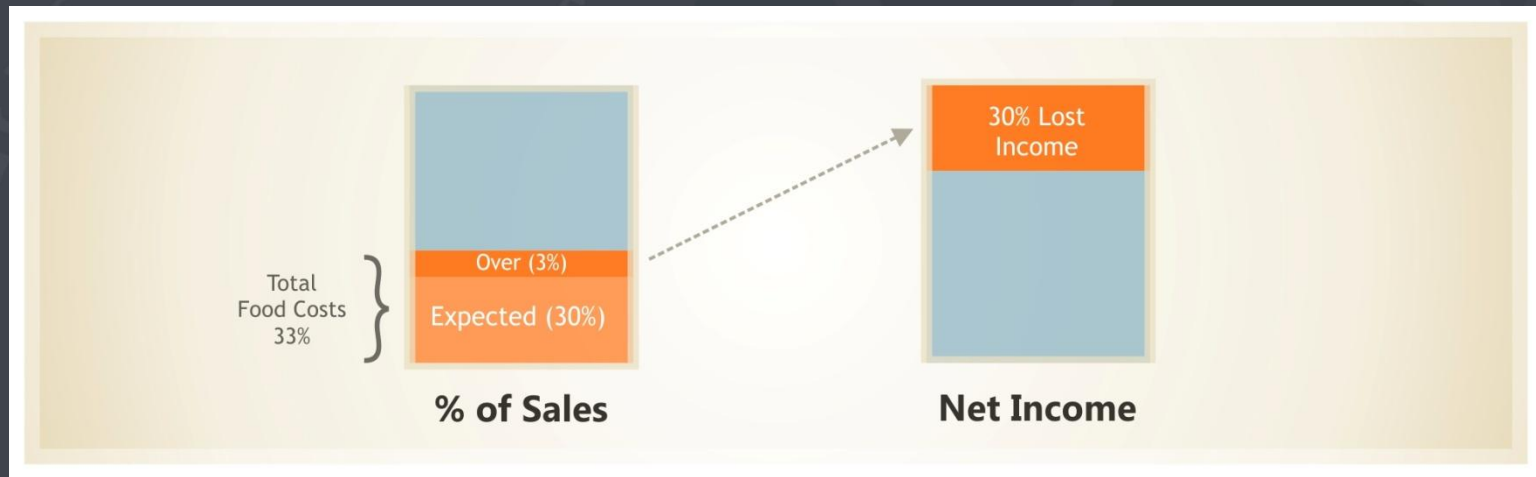 Total
Food Costs
33%
Over (3%)
Expected (30%)
% of Sales
30% Lost
Income
Net Income